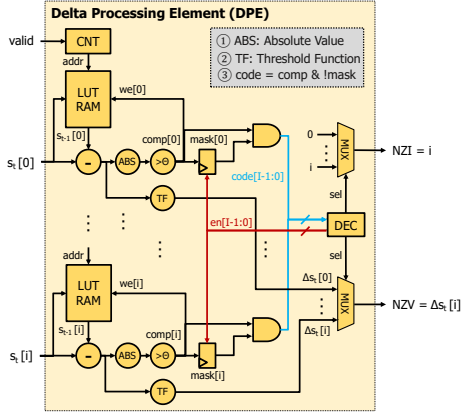 Delta Processing Element (DPE)
valid
CNT
① ABS: Absolute Value
② TF: Threshold Function
③ code = comp & !mask
addr
LUT
RAM
we[0]
s_{t-1} [0]
comp[0]
mask[0]
s_t[0]
-
ABS
>Θ
TF
0
i
MUX
NZI = i
sel
code[I-1:0]
en[I-1:0]
DEC
sel
addr
LUT
RAM
we[i]
s_{t-1} [i]
comp[i]
mask[i]
s_t[i]
-
ABS
>Θ
TF
Δs_t [0]
Δs_t [i]
MUX
NZV = Δs_t [i]